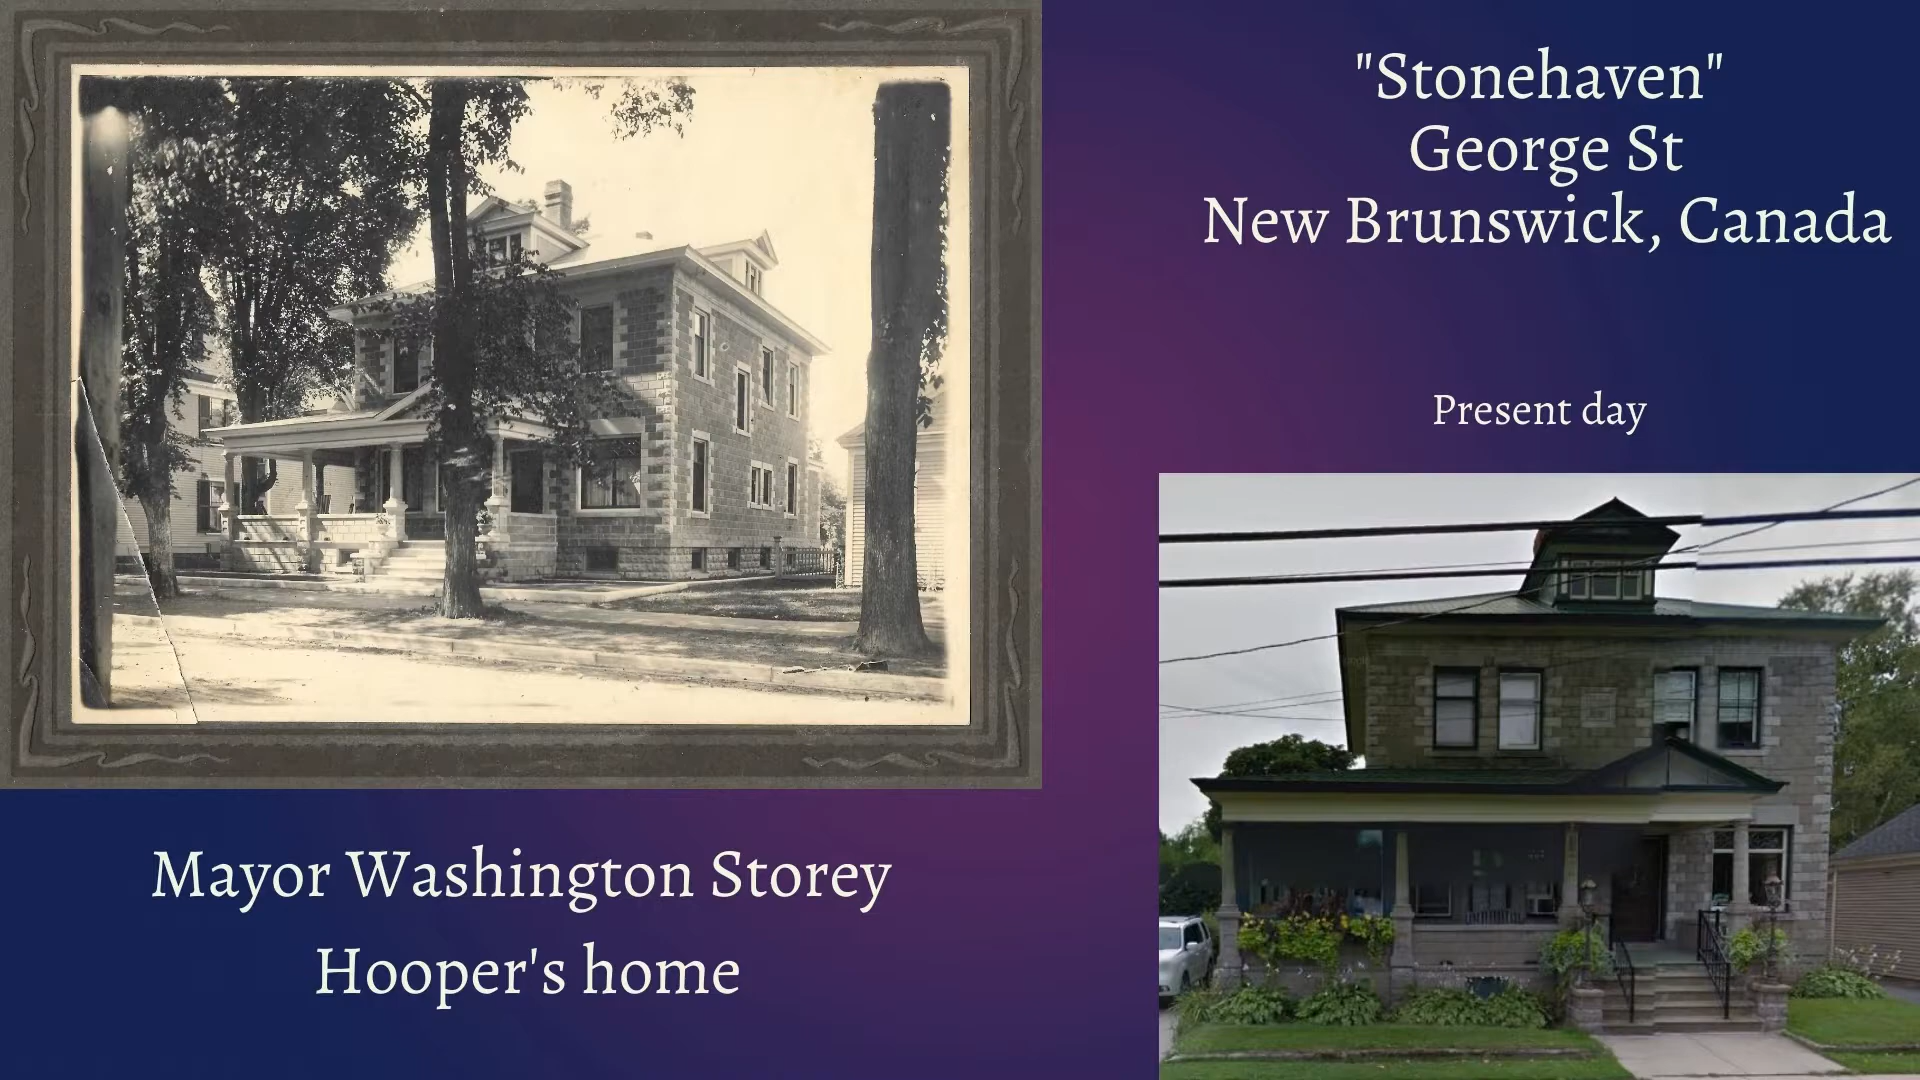 "Stonehaven"
George St
New Brunswick, Canada
Present day
Mayor Washington Storey
Hooper's home